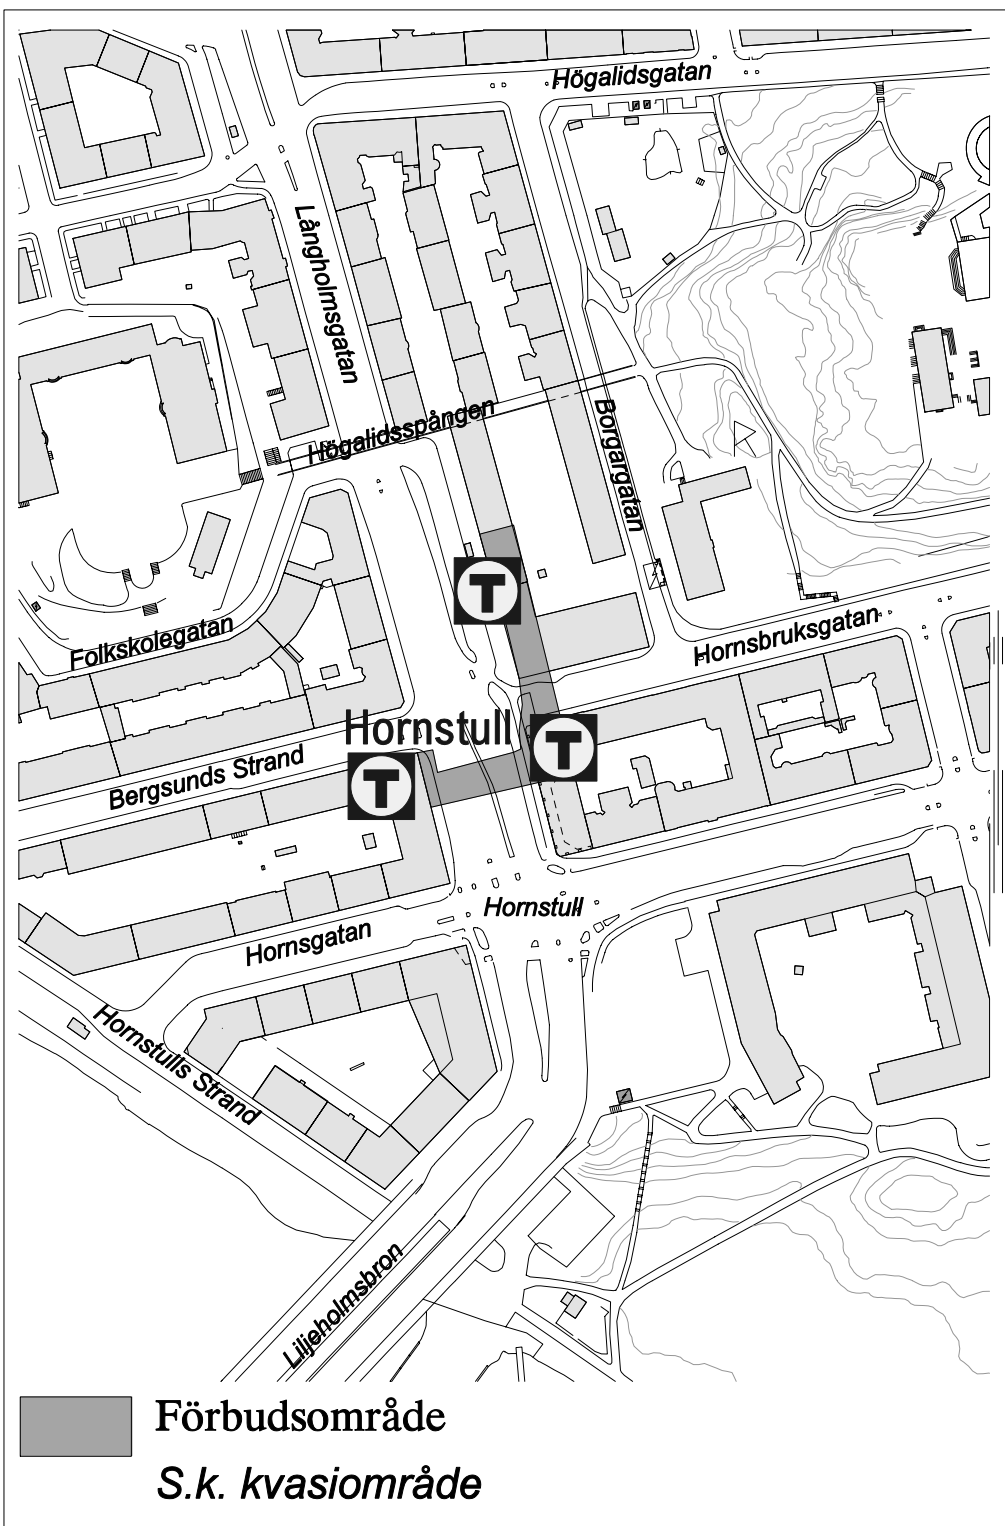 Högalidsgatan
Långholmsgatan
Högalidsspången
Borgargatan
T
Folkskolegatan
Hornsbruksgatan
Hornstull
T
Bergsunds Strand
T
Hornstull
Hornsgatan
Hornstulls Strand
Liljeholmsbron
Förbudsområde
S.k. kvasiområde